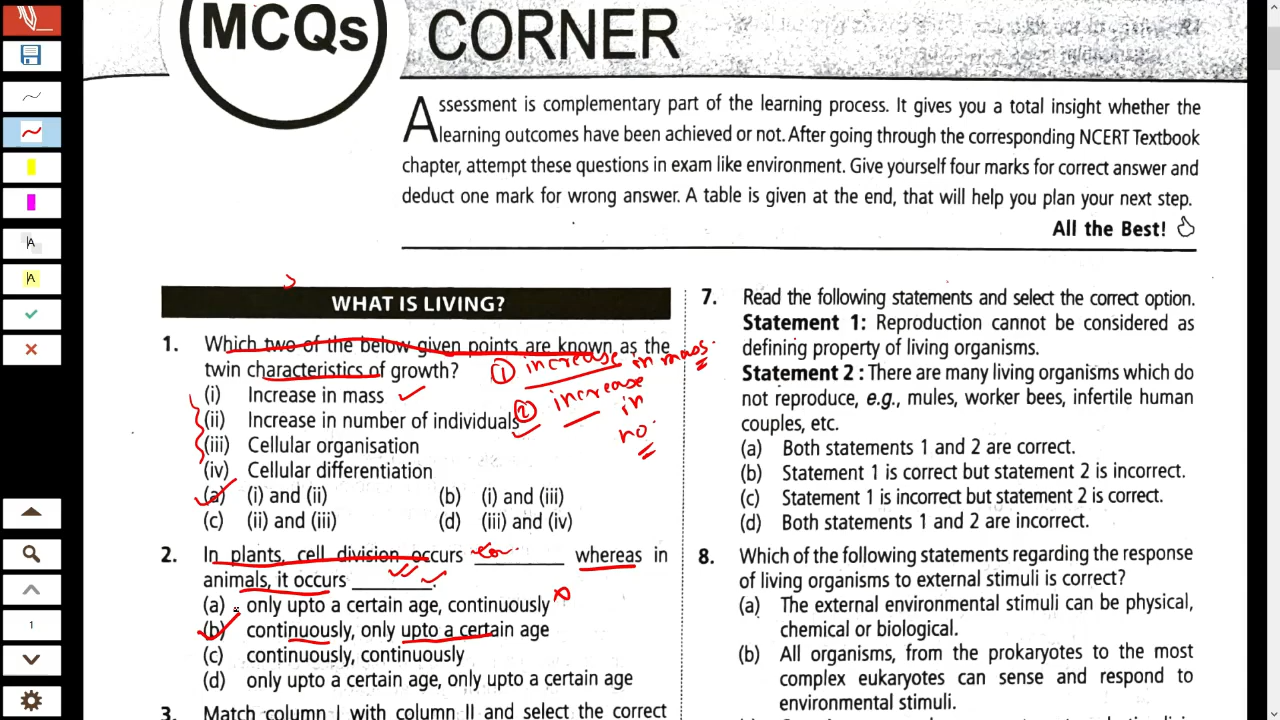 MCQs CORNER
Assessment is complementary part of the learning process. It gives you a total insight whether the
learning outcomes have been achieved or not. After going through the corresponding NCERT Textbook
chapter, attempt these questions in exam like environment. Give yourself four marks for correct answer and
deduct one mark for wrong answer. A table is given at the end, that will help you plan your next step.
All the Best!
WHAT IS LIVING?
1. Which two of the below given points are known as the
twin characteristics of growth?
(i) Increase in mass
(ii) Increase in number of individuals
(iii) Cellular organisation
(iv) Cellular differentiation
(a) (i) and (ii) (b) (i) and (iii)
(c) (ii) and (iii) (d) (iii) and (iv)
① increase in mass.
② increase
in
no.
2. In plants, cell division occurs ________ whereas in
animals, it occurs ________.
(a) only upto a certain age, continuously
(b) continuously, only upto a certain age
(c) continuously, continuously
(d) only upto a certain age, only upto a certain age
3. Match column I with column II and select the correct
7. Read the following statements and select the correct option.
Statement 1: Reproduction cannot be considered as
defining property of living organisms.
Statement 2 : There are many living organisms which do
not reproduce, e.g., mules, worker bees, infertile human
couples, etc.
(a) Both statements 1 and 2 are correct.
(b) Statement 1 is correct but statement 2 is incorrect.
(c) Statement 1 is incorrect but statement 2 is correct.
(d) Both statements 1 and 2 are incorrect.
8. Which of the following statements regarding the response
of living organisms to external stimuli is correct?
(a) The external environmental stimuli can be physical,
chemical or biological.
(b) All organisms, from the prokaryotes to the most
complex eukaryotes can sense and respond to
environmental stimuli.
A
A
1